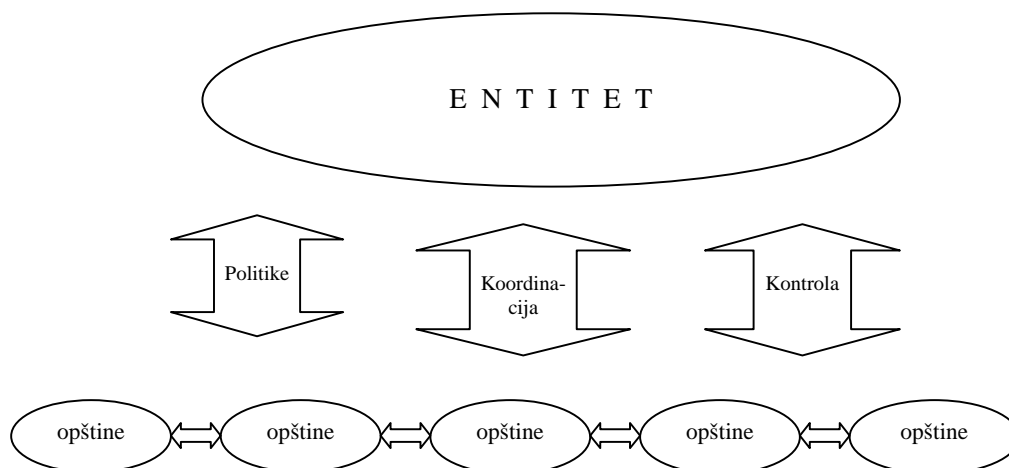 E N T I T E T
Politike
Koordina-
cija
Kontrola
opštine
opštine
opštine
opštine
opštine